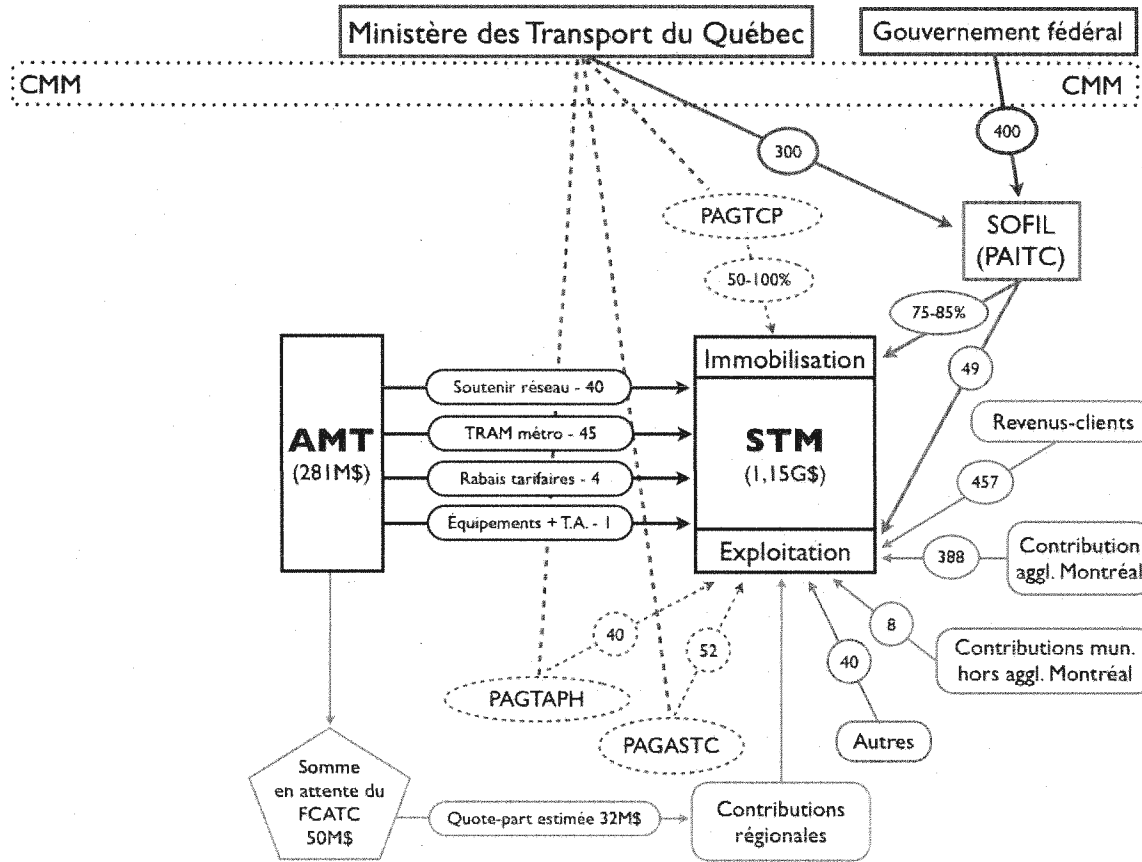 Ministère des Transport du Québec
Gouvernement fédéral
CMM
CMM
400
300
PAGTCP
SOFIL
(PAITC)
50-100%
75-85%
Immobilisation
49
Soutenir réseau - 40
Revenus-clients
AMT
(281M$)
TRAM métro - 45
STM
(1,15G$)
Rabais tarifaires - 4
457
Équipements + T.A. - 1
Exploitation
388
Contribution
aggl. Montréal
40
52
8
Contributions mun.
hors aggl. Montréal
40
PAGTAPH
PAGASTC
Autres
Somme
en attente du
FCATC
50M$
Quote-part estimée 32M$
Contributions
régionales